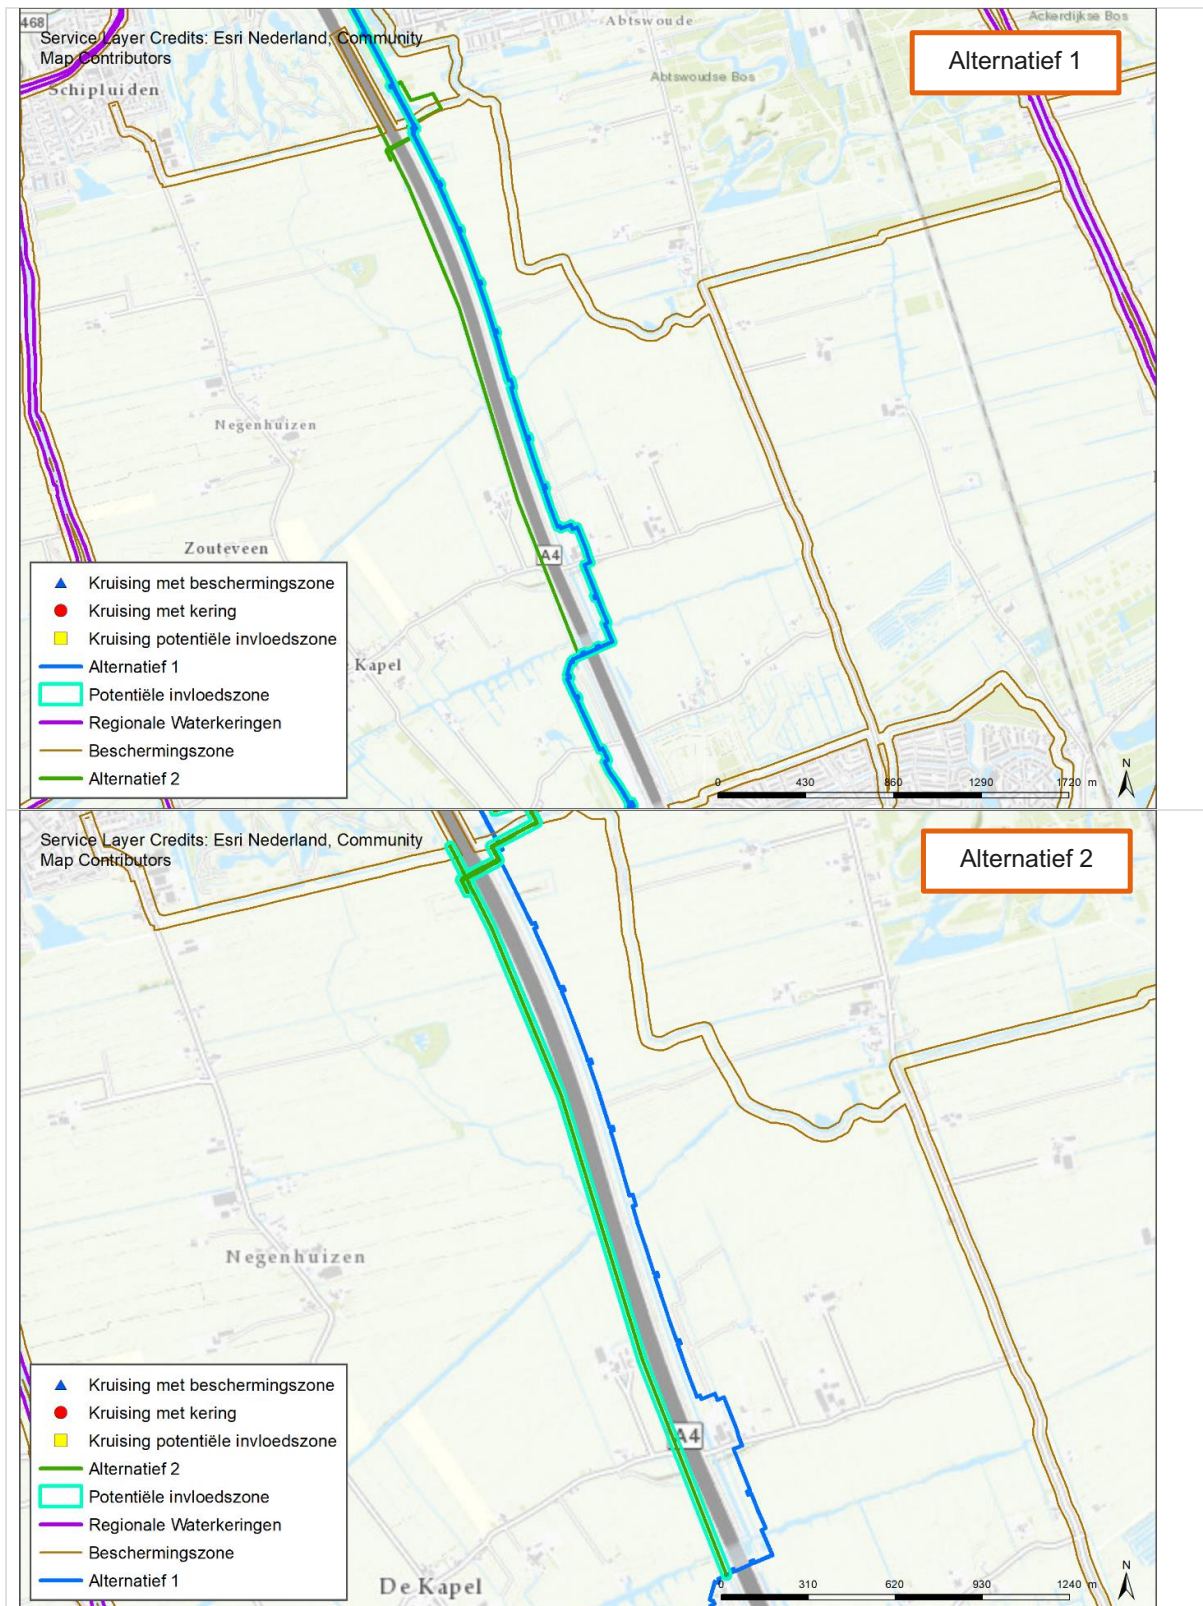 468
Service Layer Credits: Esri Nederland, Community
Map Contributors
Schipluiden
Abtswoude
Ackerdijkse Bos
Alternatief 1
Abtswoudse Bos
Negenhuizen
Zouteveen
A4
Kapel
Kruising met beschermingszone
Kruising met kering
Kruising potentiële invloedszone
Alternatief 1
Potentiële invloedszone
Regionale Waterkeringen
Beschermingszone
Alternatief 2
0 430 860 1290 1720 m
N
Service Layer Credits: Esri Nederland, Community
Map Contributors
Alternatief 2
Negenhuizen
A4
De Kapel
Kruising met beschermingszone
Kruising met kering
Kruising potentiële invloedszone
Alternatief 2
Potentiële invloedszone
Regionale Waterkeringen
Beschermingszone
Alternatief 1
0 310 620 930 1240 m
N